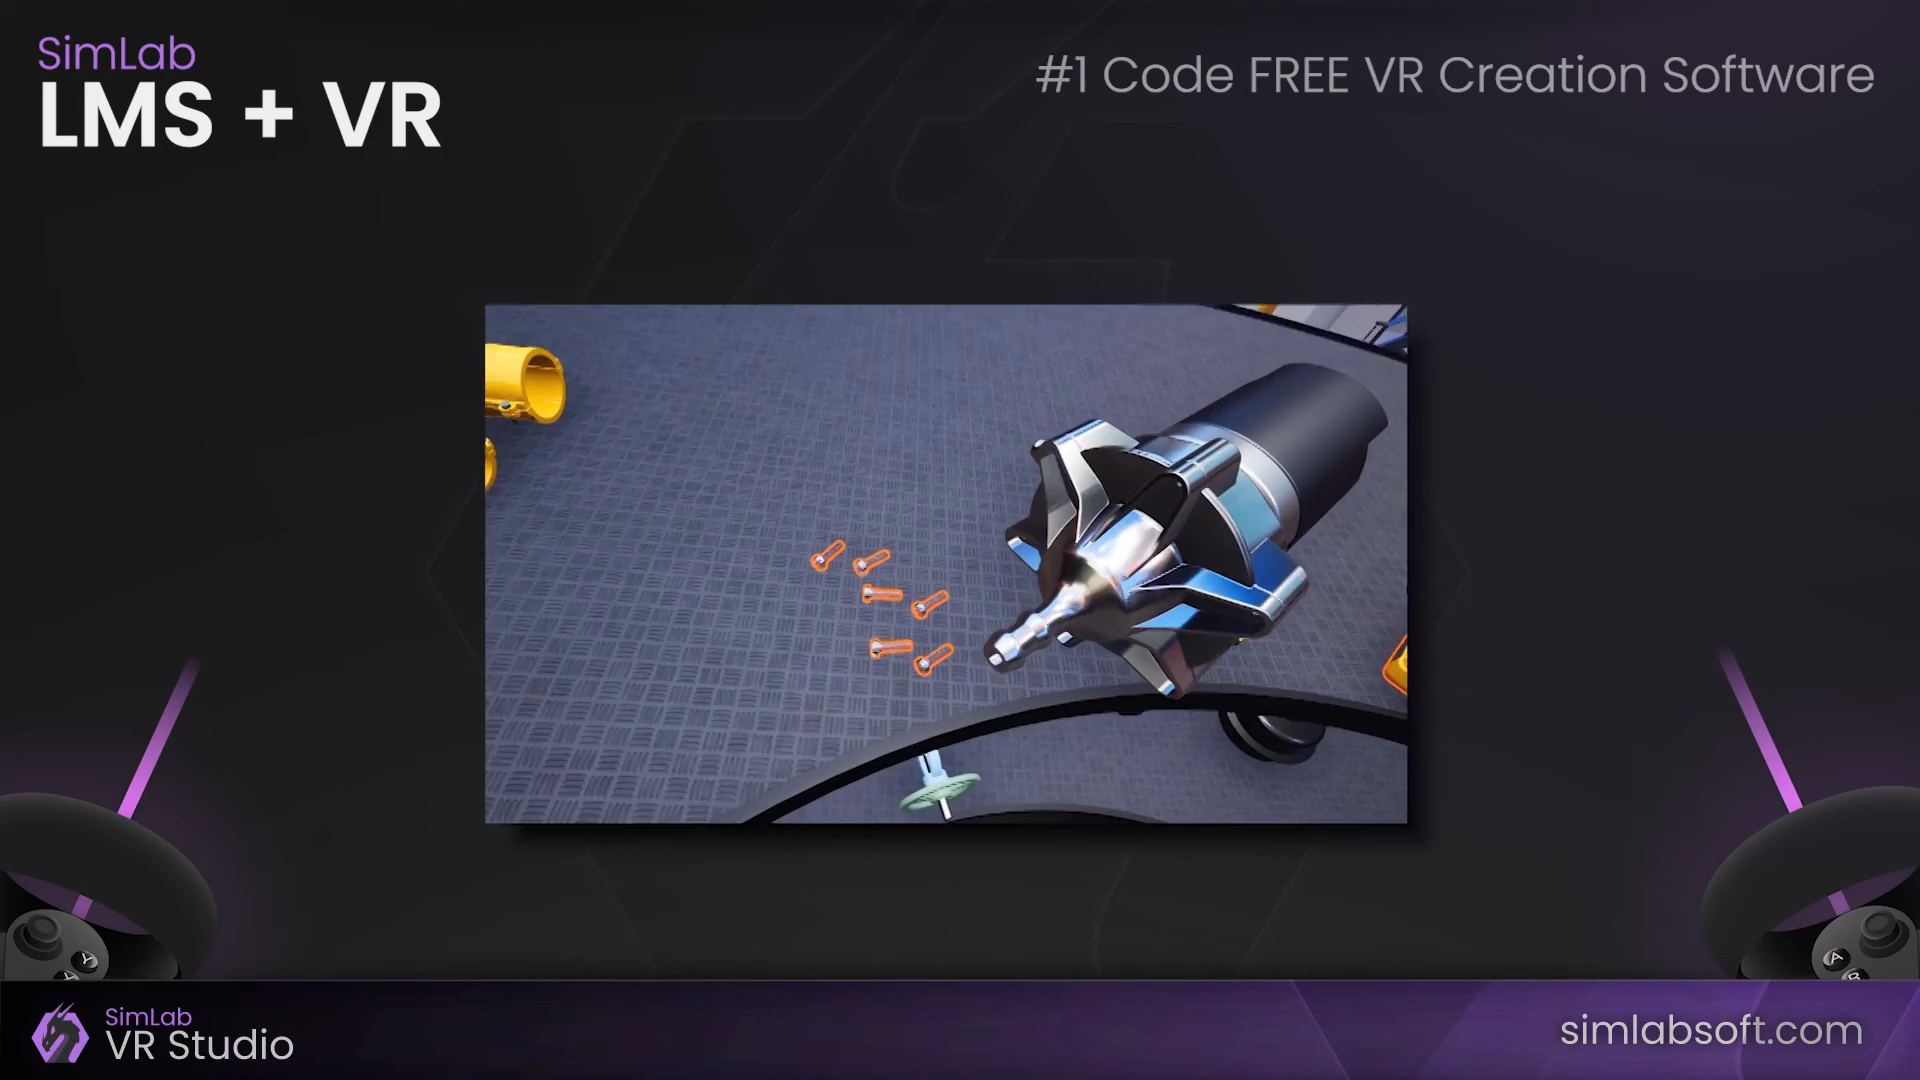 SimLab
LMS + VR
#1 Code FREE VR Creation Software
Y
X
A
B
SimLab
VR Studio
simlabsoft.com